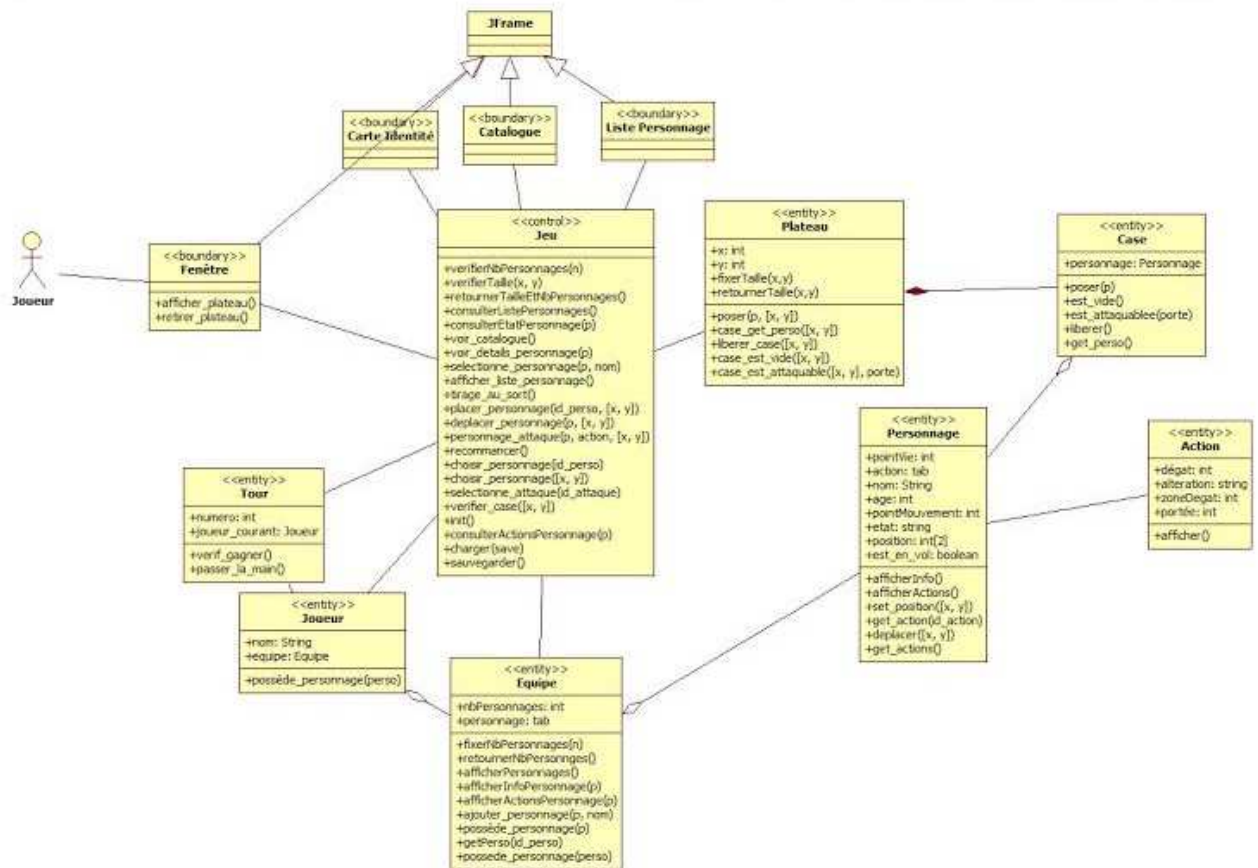 JFrame
<<boundary>>
Carte Identité
<<boundary>>
Catalogue
<<boundary>>
Liste Personnage
Joueur
<<boundary>>
Fenêtre
+afficher_plateau()
+retirer_plateau()
<<control>>
Jeu
+verifierNbPersonnages(n)
+verifierTaille(x, y)
+retournerTailleEtNbPersonnages()
+consulterListePersonnages()
+consulterEtatPersonnage(p)
+voir_catalogue()
+voir_details_personnage(p)
+selectionne_personnage(p, nom)
+afficher_liste_personnage()
+tirage_au_sort()
+placer_personnage(id_perso, [x, y])
+deplacer_personnage(p, [x, y])
+personnage_attaque(p, action, [x, y])
+recommancer()
+choisir_personnage(id_perso)
+choisir_personnage([x, y])
+selectionne_attaque(id_attaque)
+verifier_case([x, y])
+init()
+consulterActionsPersonnage(p)
+charger(save)
+sauvegarder()
<<entity>>
Plateau
+x: int
+y: int
+fixerTaille(x,y)
+retournerTaille(x,y)
+poser(p, [x, y])
+case_get_perso([x, y])
+liberer_case([x, y])
+case_est_vide([x, y])
+case_est_attaquable([x, y], porte)
<<entity>>
Case
+personnage: Personnage
+poser(p)
+est_vide()
+est_attaquablee(porte)
+liberer()
+get_perso()
<<entity>>
Personnage
+pointVie: int
+action: tab
+nom: String
+age: int
+pointMouvement: int
+etat: string
+position: int[2]
+est_en_vol: boolean
+afficherInfo()
+afficherActions()
+set_position([x, y])
+get_action(id_action)
+deplacer([x, y])
+get_actions()
<<entity>>
Action
+dégat: int
+alteration: string
+zoneDegat: int
+portée: int
+afficher()
<<entity>>
Tour
+numero: int
+joueur_courant: Joueur
+verif_gagner()
+passer_la_main()
<<entity>>
Joueur
+nom: String
+equipe: Equipe
+possède_personnage(perso)
<<entity>>
Equipe
+nbPersonnages: int
+personnage: tab
+fixerNbPersonnages(n)
+retournerNbPersonnges()
+afficherPersonnages()
+afficherInfoPersonnage(p)
+afficherActionsPersonnage(p)
+ajouter_personnage(p, nom)
+possède_personnage(p)
+getPerso(id_perso)
+possede_personnage(perso)